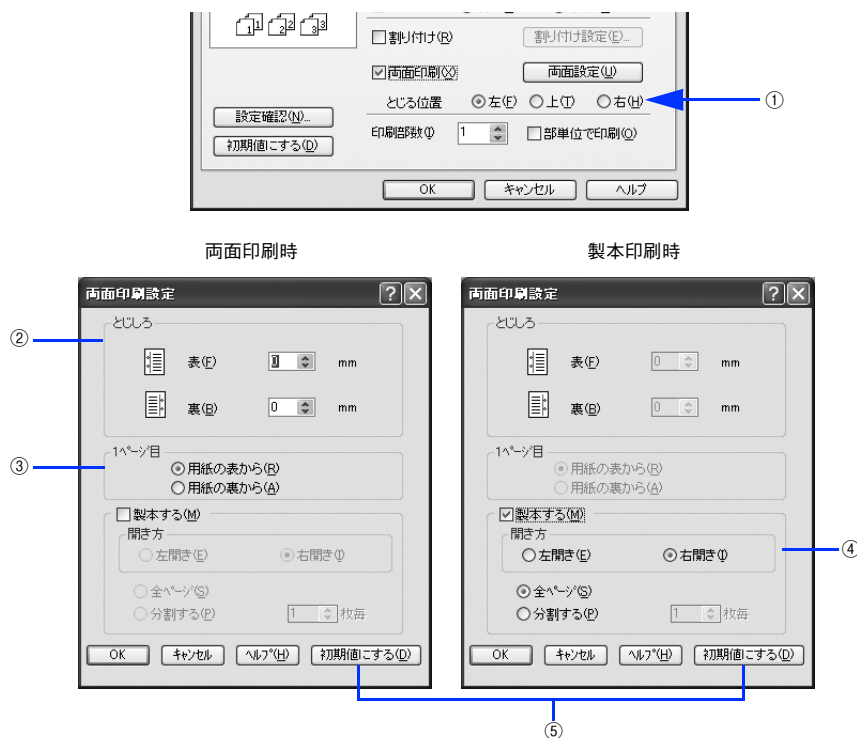 1 1 2 2 3 3
割り付け(R) 割り付け設定(E)...
両面印刷(X) 両面設定(U)
とじる位置 左(F) 上(T) 右(H) ①
設定確認(N)...
印刷部数(I) 1 部単位で印刷(O)
初期値にする(D)
OK キャンセル ヘルプ
両面印刷時 製本印刷時
両面印刷設定
とじしろ
②
表(F) 0 mm
裏(B) 0 mm
1ページ目
③
用紙の表から(R)
用紙の裏から(A)
製本する(M)
開き方
左開き(E) 右開き(I)
全ページ(S)
分割する(P) 1 枚毎
OK キャンセル ヘルプ(H) 初期値にする(D)
両面印刷設定
とじしろ
表(F) 0 mm
裏(B) 0 mm
1ページ目
用紙の表から(R)
用紙の裏から(A)
製本する(M)
開き方
左開き(E) 右開き(I)
④
全ページ(S)
分割する(P) 1 枚毎
OK キャンセル ヘルプ(H) 初期値にする(D)
⑤